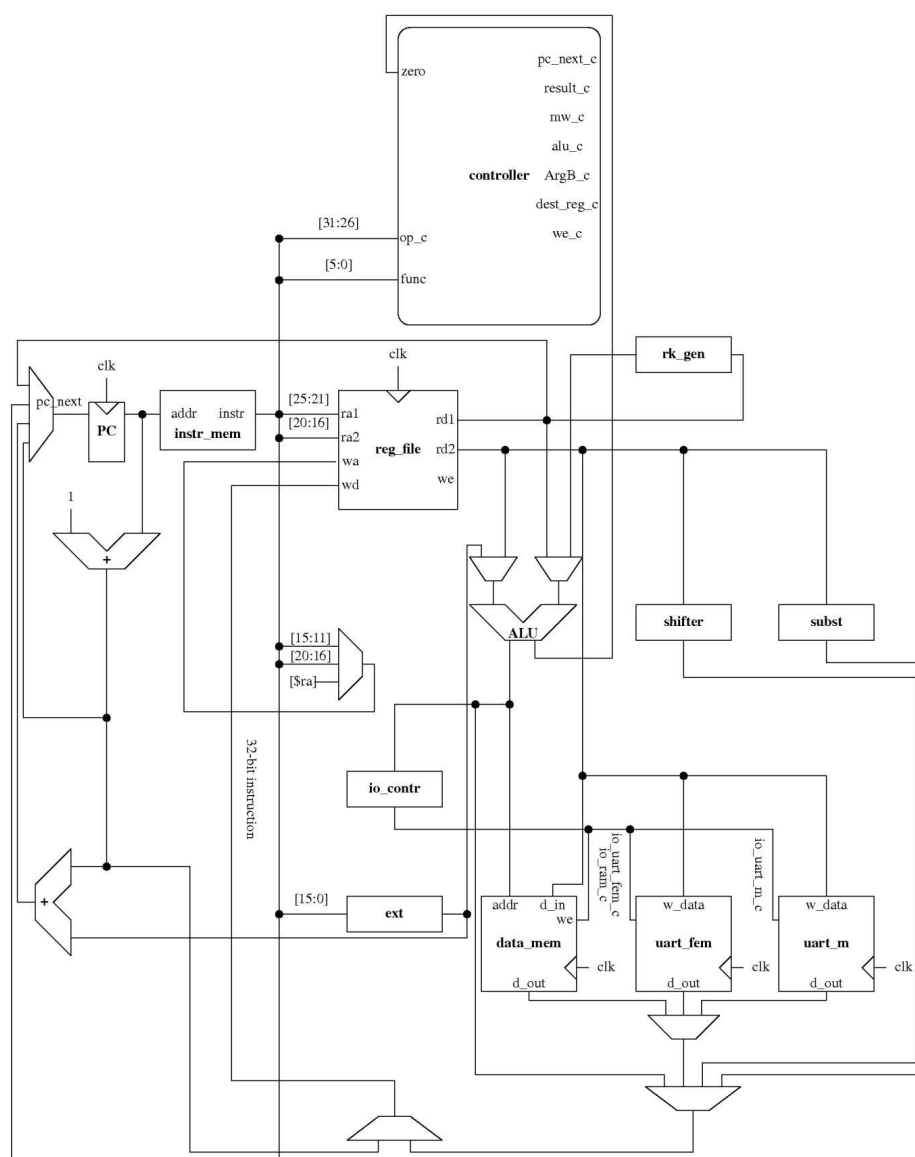 zero
pc_next_c
result_c
mw_c
alu_c
controller
ArgB_c
dest_reg_c
we_c
[31:26]
op_c
[5:0]
func
rk_gen
clk
clk
pc_next
PC
addr
instr
instr_mem
[25:21]
[20:16]
ra1
ra2
wa
wd
reg_file
rd1
rd2
we
1
+
ALU
shifter
subst
[15:11]
[20:16]
[$ra]
32-bit instruction
io_contr
io_uart_fem_c
io_ram_c
io_uart_m_c
+
[15:0]
ext
addr
d_in
we
data_mem
clk
d_out
w_data
uart_fem
clk
d_out
w_data
uart_m
clk
d_out